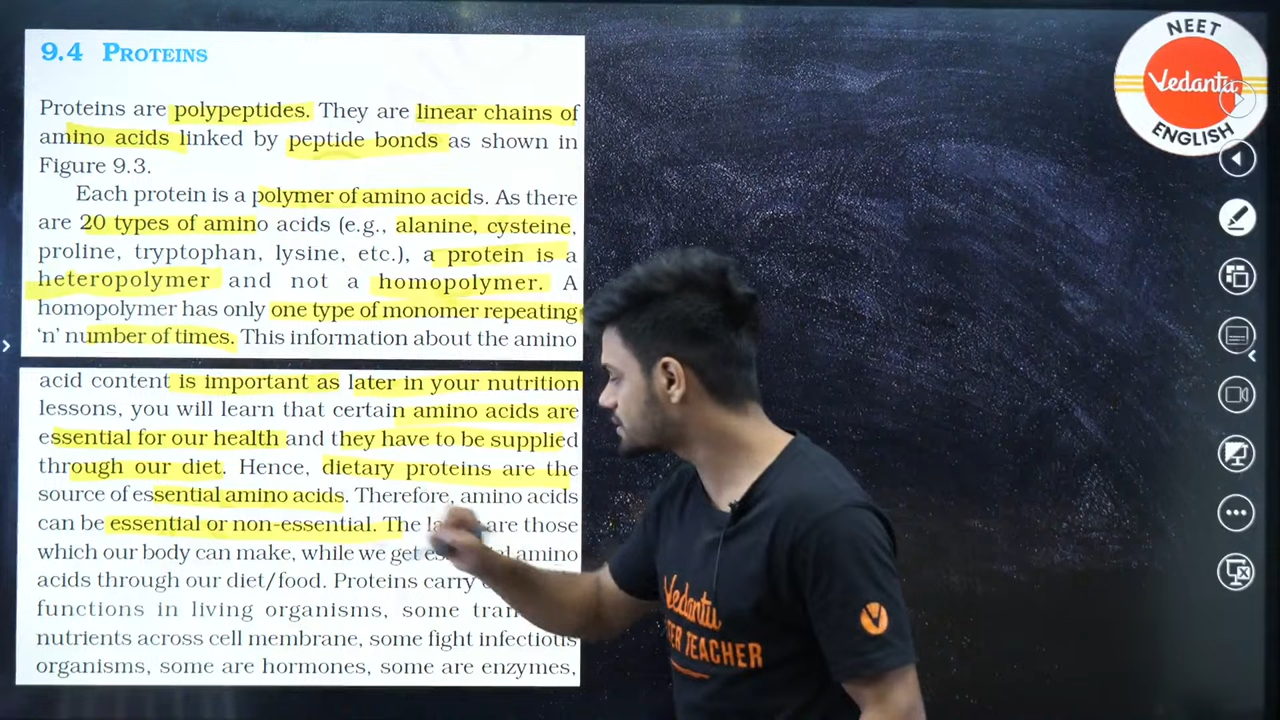 9.4 PROTEINS
Proteins are polypeptides. They are linear chains of
amino acids linked by peptide bonds as shown in
Figure 9.3.
Each protein is a polymer of amino acids. As there
are 20 types of amino acids (e.g., alanine, cysteine,
proline, tryptophan, lysine, etc.), a protein is a
heteropolymer and not a homopolymer. A
homopolymer has only one type of monomer repeating
‘n’ number of times. This information about the amino
acid content is important as later in your nutrition
lessons, you will learn that certain amino acids are
essential for our health and they have to be supplied
through our diet. Hence, dietary proteins are the
source of essential amino acids. Therefore, amino acids
can be essential or non-essential. The are those
which our body can make, while we get amino
acids through our diet/food. Proteins carry
functions in living organisms, some
nutrients across cell membrane, some fight infectious
organisms, some are hormones, some are enzymes,
NEET
Vedantu
ENGLISH
Vedantu
TEACHER